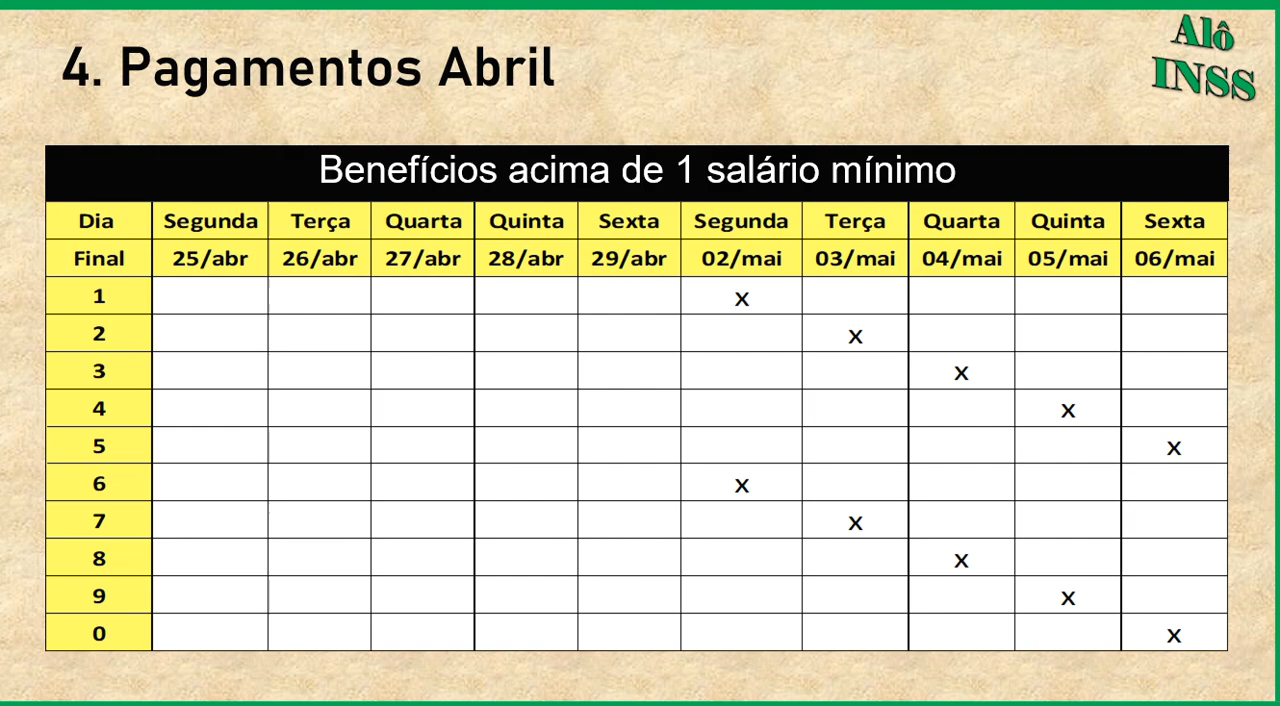 4. Pagamentos Abril
Alô
INSS
Benefícios acima de 1 salário mínimo
Dia Segunda Terça Quarta Quinta Sexta Segunda Terça Quarta Quinta Sexta
Final 25/abr 26/abr 27/abr 28/abr 29/abr 02/mai 03/mai 04/mai 05/mai 06/mai
1 x
2 x
3 x
4 x
5 x
6 x
7 x
8 x
9 x
0 x